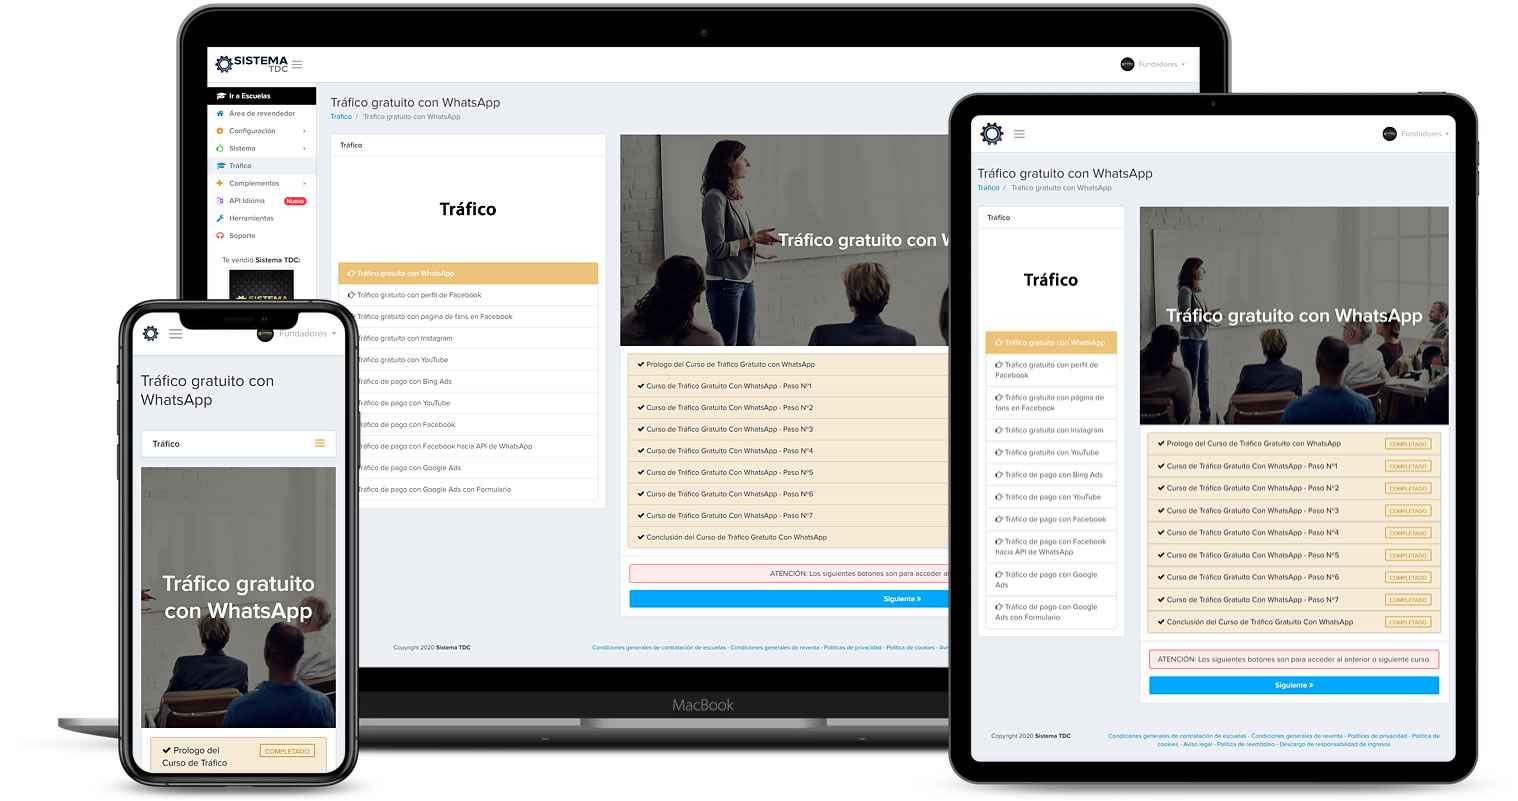 SISTEMA
TDC
Fundadores
Ir a Escuelas
Área de revendedor
Configuración
Sistema
Tráfico
Complementos
API Idioma
Nuevo
Herramientas
Soporte
Te vendió Sistema TDC:
SISTEMA
Tráfico gratuito con WhatsApp
Tráfico / Tráfico gratuito con WhatsApp
Tráfico
Tráfico
Tráfico gratuito con WhatsApp
Tráfico gratuito con perfil de Facebook
Tráfico gratuito con página de fans en Facebook
Tráfico gratuito con Instagram
Tráfico gratuito con YouTube
Tráfico de pago con Bing Ads
Tráfico de pago con YouTube
Tráfico de pago con Facebook
Tráfico de pago con Facebook hacia API de WhatsApp
Tráfico de pago con Google Ads
Tráfico de pago con Google Ads con Formulario
Tráfico gratuito con W
Prologo del Curso de Tráfico Gratuito con WhatsApp
Curso de Tráfico Gratuito Con WhatsApp - Paso Nº1
Curso de Tráfico Gratuito Con WhatsApp - Paso Nº2
Curso de Tráfico Gratuito Con WhatsApp - Paso Nº3
Curso de Tráfico Gratuito Con WhatsApp - Paso Nº4
Curso de Tráfico Gratuito Con WhatsApp - Paso Nº5
Curso de Tráfico Gratuito Con WhatsApp - Paso Nº6
Curso de Tráfico Gratuito Con WhatsApp - Paso Nº7
Conclusión del Curso de Tráfico Gratuito Con WhatsApp
ATENCIÓN: Los siguientes botones son para acceder al
Siguiente »
Copyright 2020 Sistema TDC
Condiciones generales de contratación de escuelas - Condiciones generales de reventa - Políticas de privacidad - Política de cookies - Avis
MacBook
Fundadores
Tráfico gratuito con
WhatsApp
Tráfico
Tráfico gratuito
con WhatsApp
Prologo del
Curso de Tráfico
COMPLETADO
Fundadores
Tráfico gratuito con WhatsApp
Tráfico / Tráfico gratuito con WhatsApp
Tráfico
Tráfico
Tráfico gratuito con WhatsApp
Tráfico gratuito con perfil de
Facebook
Tráfico gratuito con página de
fans en Facebook
Tráfico gratuito con Instagram
Tráfico gratuito con YouTube
Tráfico de pago con Bing Ads
Tráfico de pago con YouTube
Tráfico de pago con Facebook
Tráfico de pago con Facebook
hacia API de WhatsApp
Tráfico de pago con Google
Ads
Tráfico de pago con Google
Ads con Formulario
Tráfico gratuito con WhatsApp
Prologo del Curso de Tráfico Gratuito con WhatsApp COMPLETADO
Curso de Tráfico Gratuito Con WhatsApp - Paso Nº1 COMPLETADO
Curso de Tráfico Gratuito Con WhatsApp - Paso Nº2 COMPLETADO
Curso de Tráfico Gratuito Con WhatsApp - Paso Nº3 COMPLETADO
Curso de Tráfico Gratuito Con WhatsApp - Paso Nº4 COMPLETADO
Curso de Tráfico Gratuito Con WhatsApp - Paso Nº5 COMPLETADO
Curso de Tráfico Gratuito Con WhatsApp - Paso Nº6 COMPLETADO
Curso de Tráfico Gratuito Con WhatsApp - Paso Nº7 COMPLETADO
Conclusión del Curso de Tráfico Gratuito Con WhatsApp COMPLETADO
ATENCIÓN: Los siguientes botones son para acceder al anterior o siguiente curso.
Siguiente »
Copyright 2020 Sistema TDC
Condiciones generales de contratación de escuelas - Condiciones generales de reventa - Políticas de privacidad - Política de
cookies - Aviso legal - Política de reembolso - Descargo de responsabilidad de ingresos